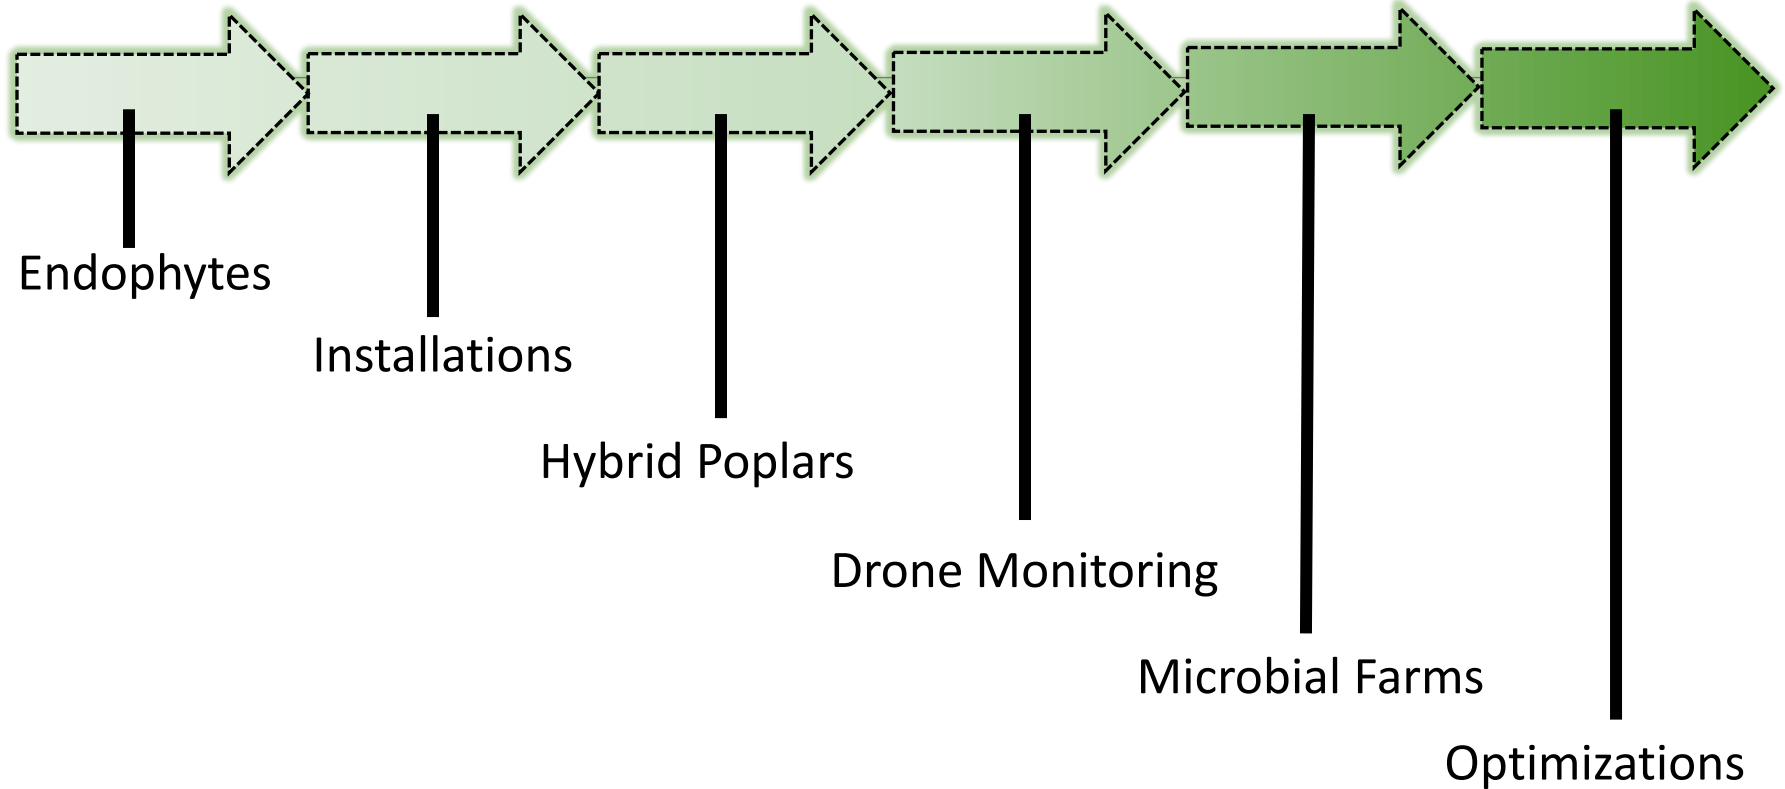 Endophytes
Installations
Hybrid Poplars
Drone Monitoring
Microbial Farms
Optimizations